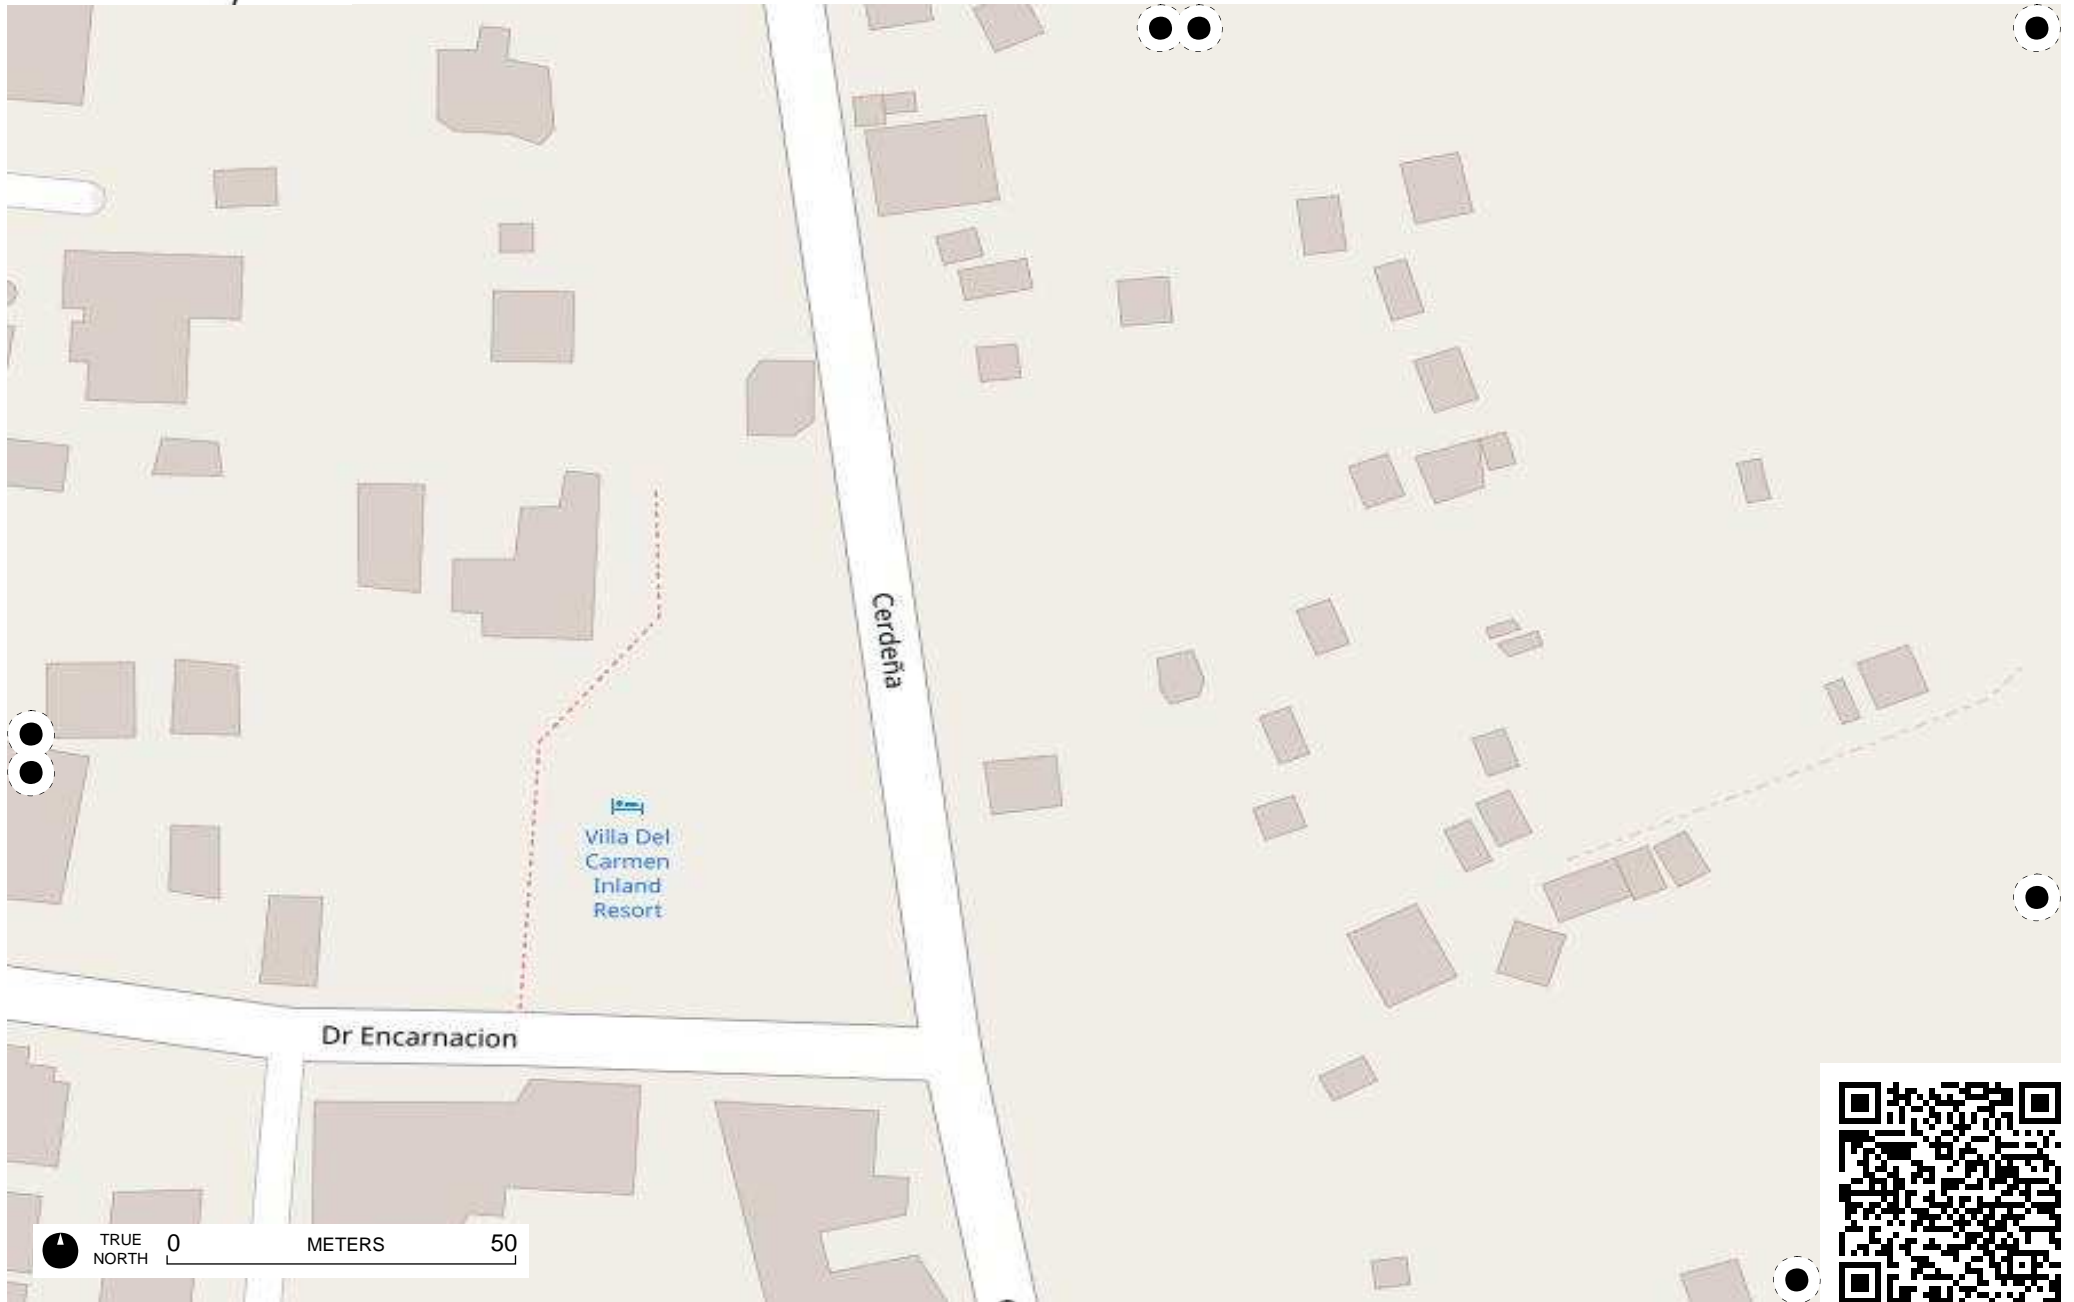 Cerdeña
Villa Del
Carmen
Inland
Resort
Dr Encarnacion
TRUE
NORTH
0 METERS 50